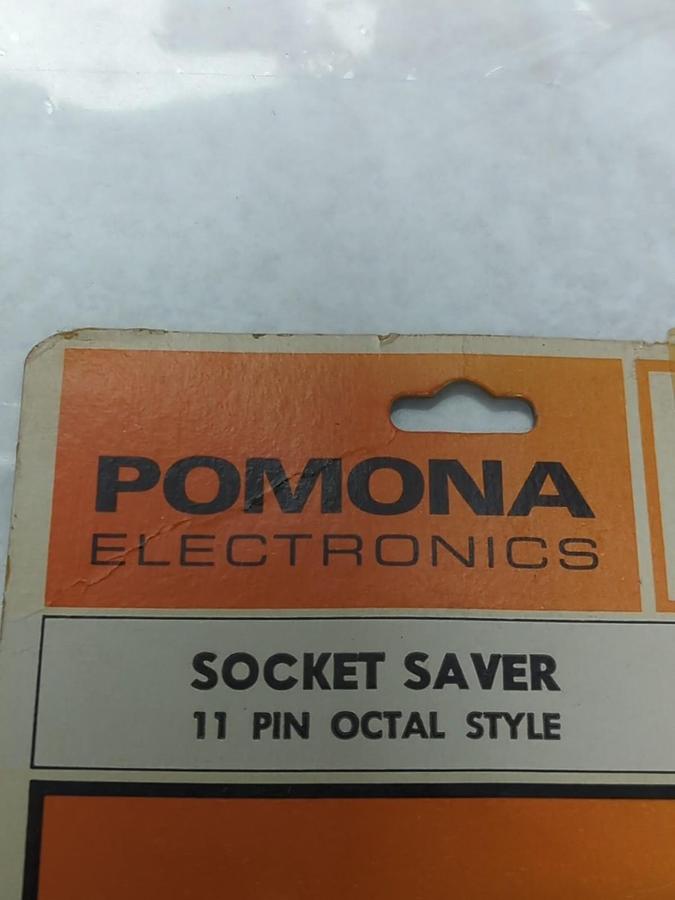 POMONA
ELECTRONICS
SOCKET SAVER
11 PIN OCTAL STYLE